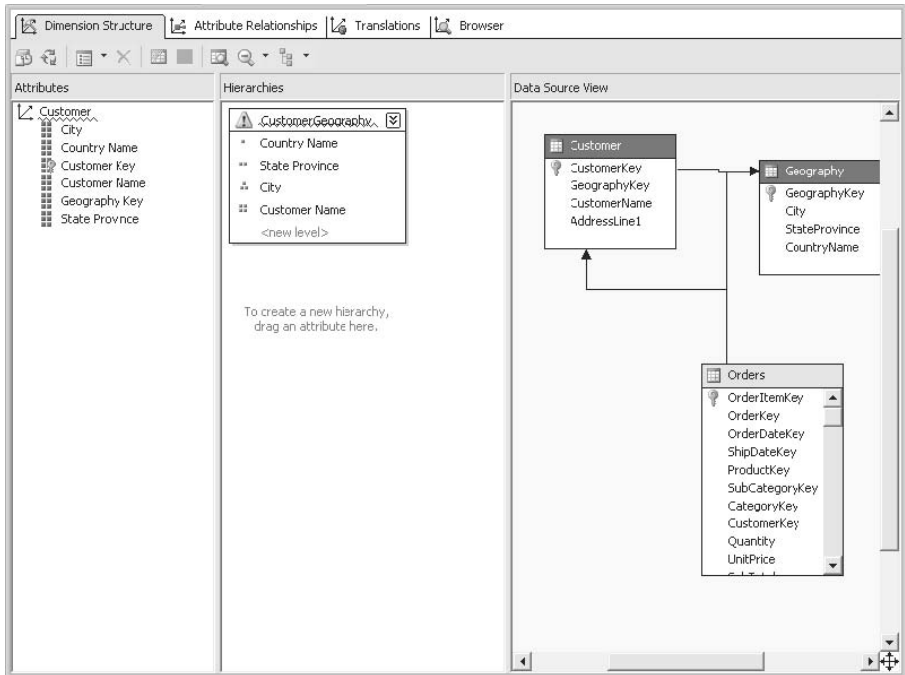 Dimension Structure Attribute Relationships Translations Browser
Attributes
Customer
City
Country Name
Customer Key
Customer Name
Geography Key
State Provnce
Hierarchies
CustomerGeography
Country Name
State Province
City
Customer Name
<new level>
To create a new hierarchy,
drag an attribute here.
Data Source View
Customer
CustomerKey
GeographyKey
CustomerName
AddressLine1
Geography
GeographyKey
City
StateProvince
CountryName
Orders
OrderItemKey
OrderKey
OrderDateKey
ShipDateKey
ProductKey
SubCategoryKey
CategoryKey
CustomerKey
Quantity
UnitPrice